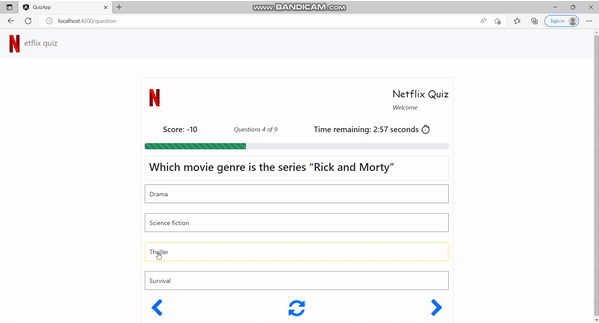 QuizApp
WWW.BANDICAM.COM
localhost:4200/question
Sign in
N etflix quiz
N
Netflix Quiz
Welcome
Score: -10
Questions 4 of 9
Time remaining: 2:57 seconds
Which movie genre is the series "Rick and Morty"
Drama
Science fiction
Thriller
Survival